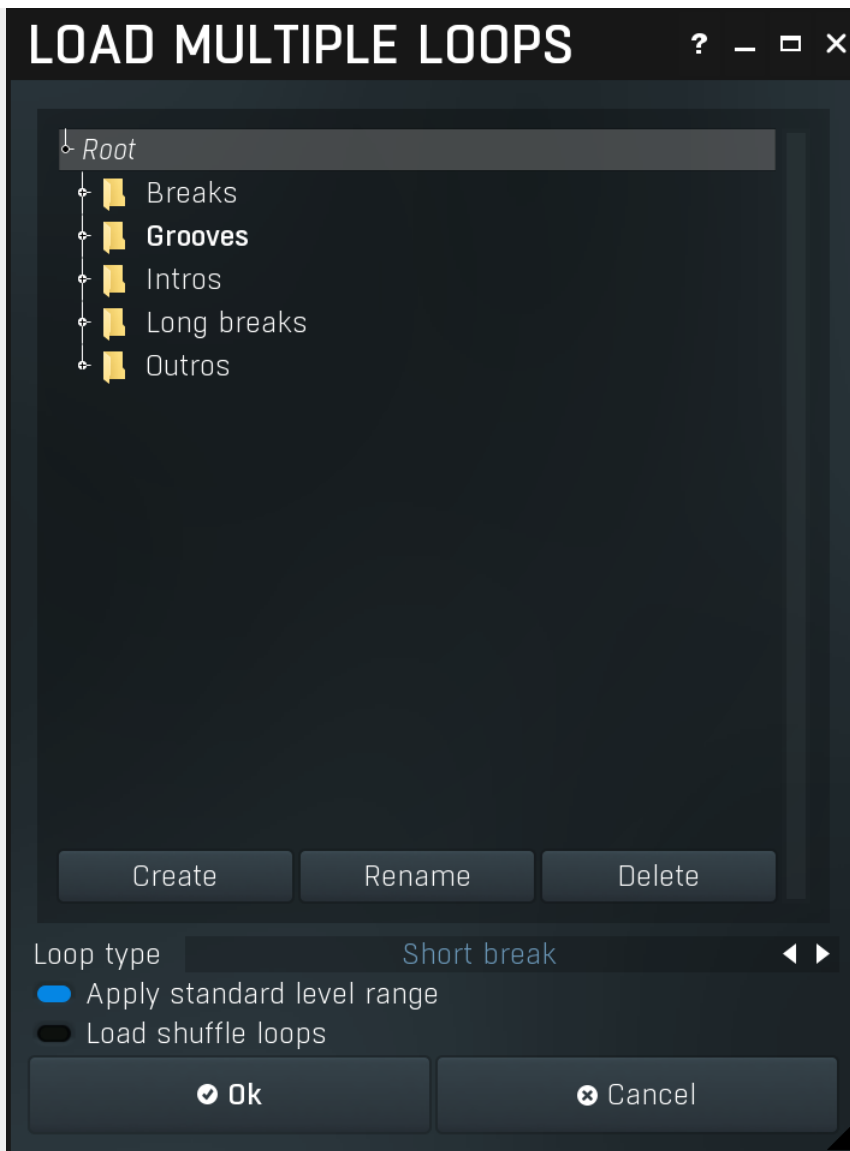 LOAD MULTIPLE LOOPS ?
Root
Breaks
Grooves
Intros
Long breaks
Outros
Create Rename Delete
Loop type Short break
Apply standard level range
Load shuffle loops
Ok Cancel